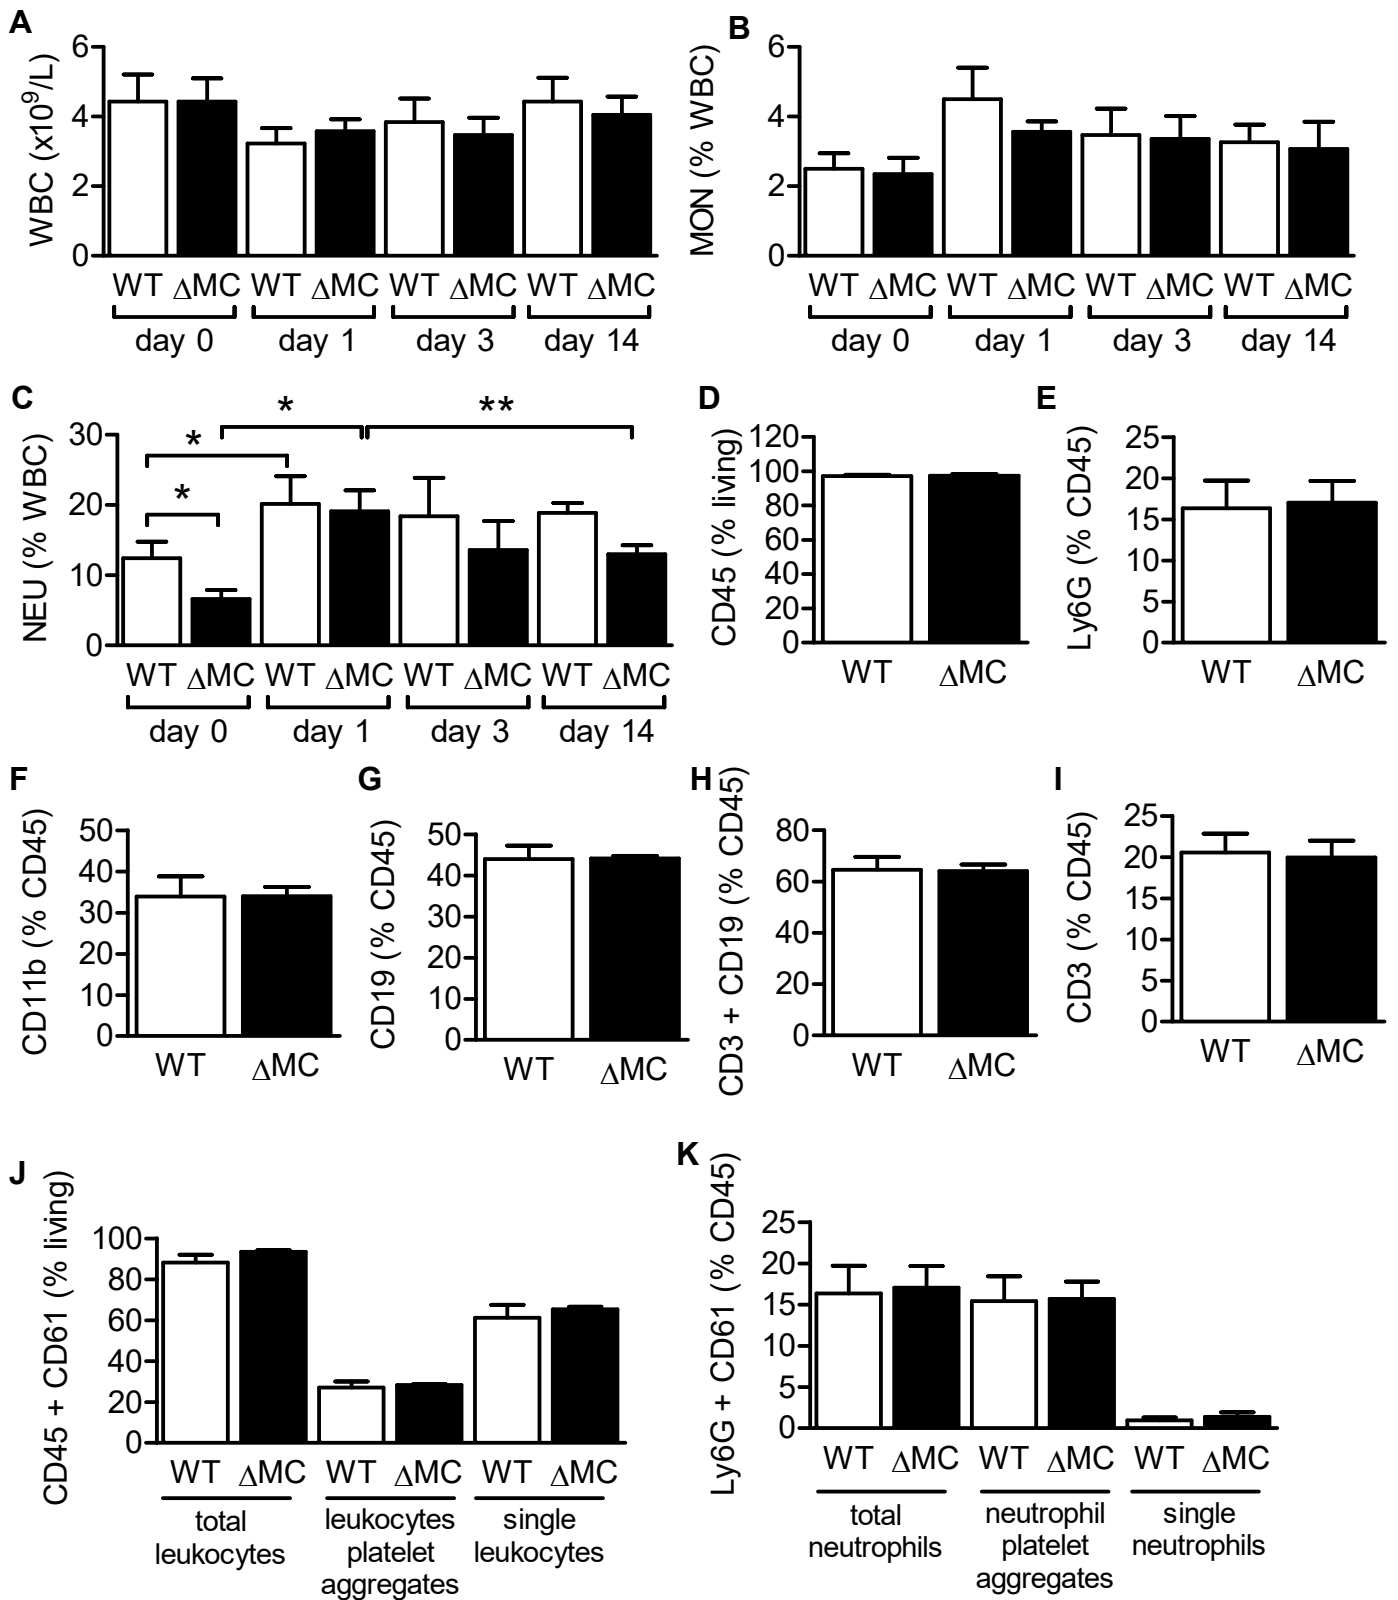 A
WBC (x10⁹/L)
6
4
2
0
WT ΔMC WT ΔMC WT ΔMC WT ΔMC
day 0 day 1 day 3 day 14
B
MON (% WBC)
6
4
2
0
WT ΔMC WT ΔMC WT ΔMC WT ΔMC
day 0 day 1 day 3 day 14
C
NEU (% WBC)
30
20
10
0
* **
*
*
WT ΔMC WT ΔMC WT ΔMC WT ΔMC
day 0 day 1 day 3 day 14
D
CD45 (% living)
120
100
80
60
40
20
0
WT ΔMC
E
Ly6G (% CD45)
25
20
15
10
5
0
WT ΔMC
F
CD11b (% CD45)
50
40
30
20
10
0
WT ΔMC
G
CD19 (% CD45)
50
40
30
20
10
0
WT ΔMC
H
CD3 + CD19 (% CD45)
80
60
40
20
0
WT ΔMC
I
CD3 (% CD45)
25
20
15
10
5
0
WT ΔMC
J
CD45 + CD61 (% living)
100
80
60
40
20
0
WT ΔMC WT ΔMC WT ΔMC
total
leukocytes
leukocytes
platelet
aggregates
single
leukocytes
K
Ly6G + CD61 (% CD45)
25
20
15
10
5
0
WT ΔMC WT ΔMC WT ΔMC
total
neutrophils
neutrophil
platelet
aggregates
single
neutrophils